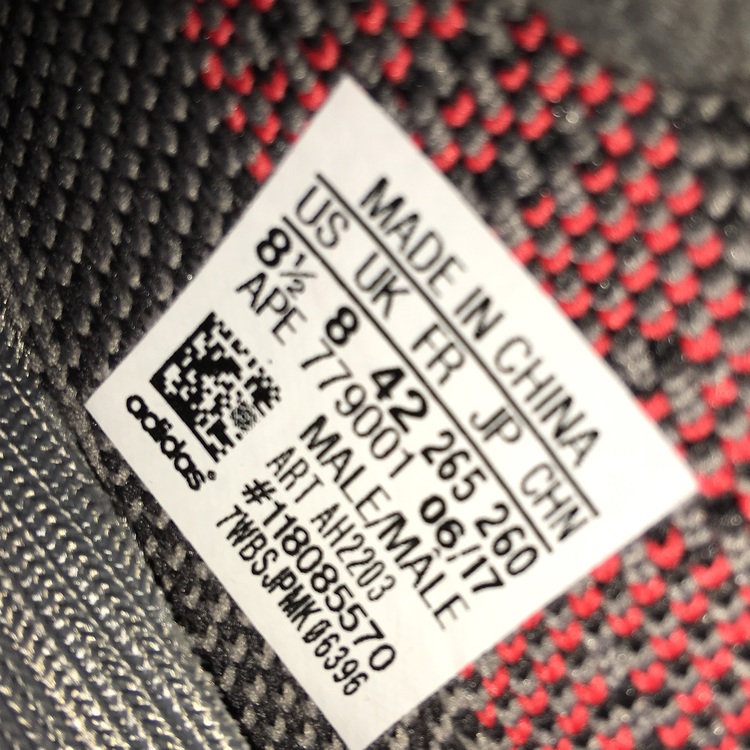 MADE IN CHINA
US UK FR JP CHN
8½ 8 42 265 260
APE 779001 06/17
MALE/MÂLE
ART AH2203
#118085570
7WBSJPMK06396
adidas®